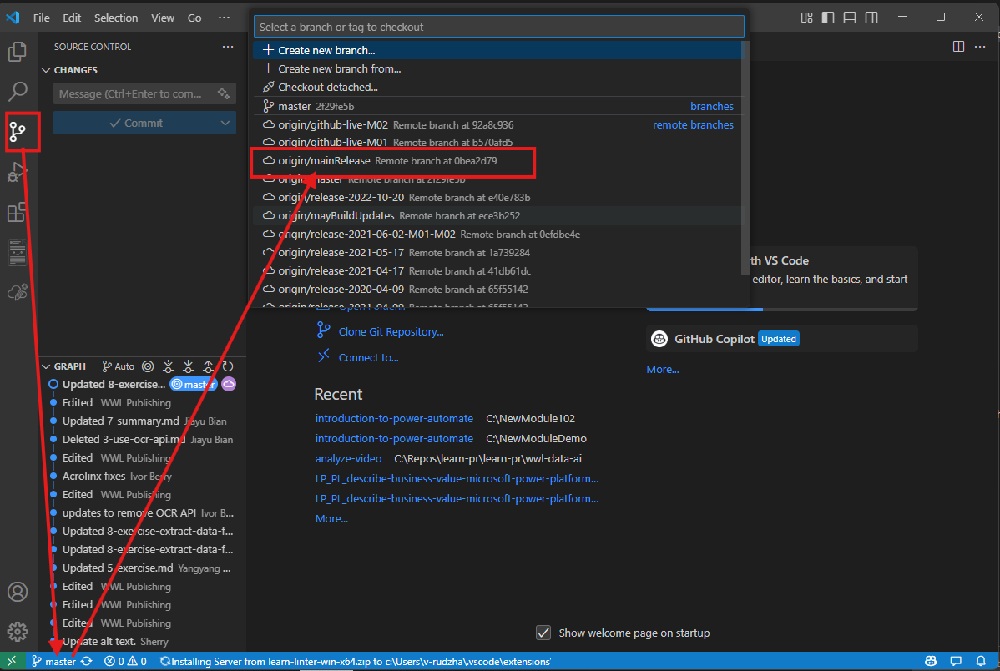 File Edit Selection View Go ···
Select a branch or tag to checkout
SOURCE CONTROL ···
CHANGES
Message (Ctrl+Enter to com...
Commit
Create new branch...
Create new branch from...
Checkout detached...
master 2f29fe5b branches
origin/github-live-M02 Remote branch at 92a8c936 remote branches
origin/github-live-M01 Remote branch at b570afd5
origin/mainRelease Remote branch at 0bea2d79
origin/master Remote branch at 2f29fe5b
origin/release-2022-10-20 Remote branch at e40e783b
origin/mayBuildUpdates Remote branch at ece3b252
origin/release-2021-06-02-M01-M02 Remote branch at 0efdbe4e
origin/release-2021-05-17 Remote branch at 1a739284
origin/release-2021-04-17 Remote branch at 41db61dc
origin/release-2020-04-09 Remote branch at 65f55142
origin/release-2021-04-09 Remote branch at 65f55142
th VS Code
editor, learn the basics, and start
Clone Git Repository...
Connect to...
GitHub Copilot Updated
More...
Recent
introduction-to-power-automate C:\NewModule102
introduction-to-power-automate C:\NewModuleDemo
analyze-video C:\Repos\learn-pr\learn-pr\wwl-data-ai
LP_PL_describe-business-value-microsoft-power-platform...
LP_PL_describe-business-value-microsoft-power-platform...
More...
GRAPH Auto
Updated 8-exercise... master
Edited WWL Publishing
Updated 7-summary.md Jiayu Bian
Deleted 3-use-ocr-api.md Jiayu Bian
Edited WWL Publishing
Acrolinx fixes Ivor Berry
Edited WWL Publishing
updates to remove OCR API Ivor B...
Updated 8-exercise-extract-data-f...
Updated 8-exercise-extract-data-f...
Updated 5-exercise.md Yangyang ...
Edited WWL Publishing
Edited WWL Publishing
Edited WWL Publishing
Update alt text. Sherry
Show welcome page on startup
master 0 0 Installing Server from learn-linter-win-x64.zip to c:\Users\v-rudzha\.vscode\extensions'